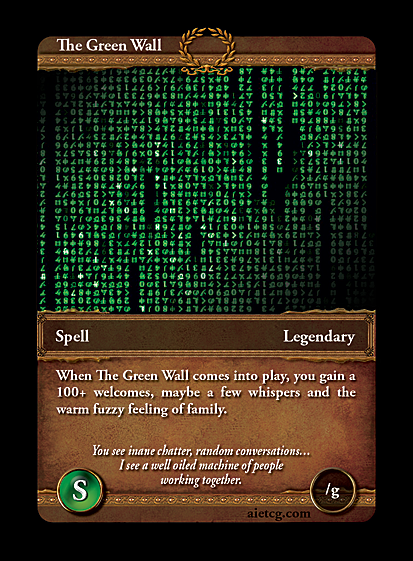 The Green Wall
Spell Legendary
When The Green Wall comes into play, you gain a
100+ welcomes, maybe a few whispers and the
warm fuzzy feeling of family.
You see inane chatter, random conversations...
I see a well oiled machine of people
working together.
S
/g
aietcg.com